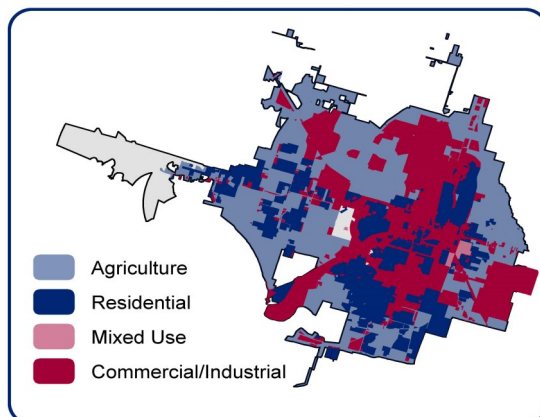 Agriculture
Residential
Mixed Use
Commercial/Industrial